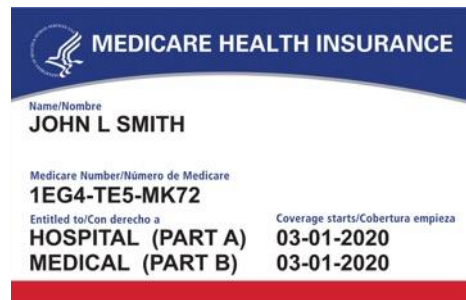 MEDICARE HEALTH INSURANCE
Name/Nombre
JOHN L SMITH
Medicare Number/Número de Medicare
1EG4-TE5-MK72
Entitled to/Con derecho a Coverage starts/Cobertura empieza
HOSPITAL (PART A) 03-01-2020
MEDICAL (PART B) 03-01-2020